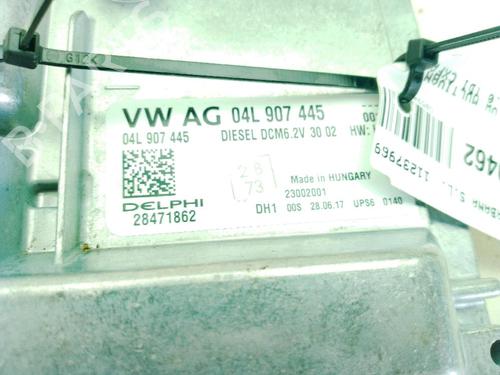 VW AG 04L 907 445
04L 907 445 DIESEL DCM6.2V 30 02 HW:
28
73
Made in HUNGARY
23002001
DELPHI
28471862
DH1 00S 28.06.17 UPS6 0140
112379691